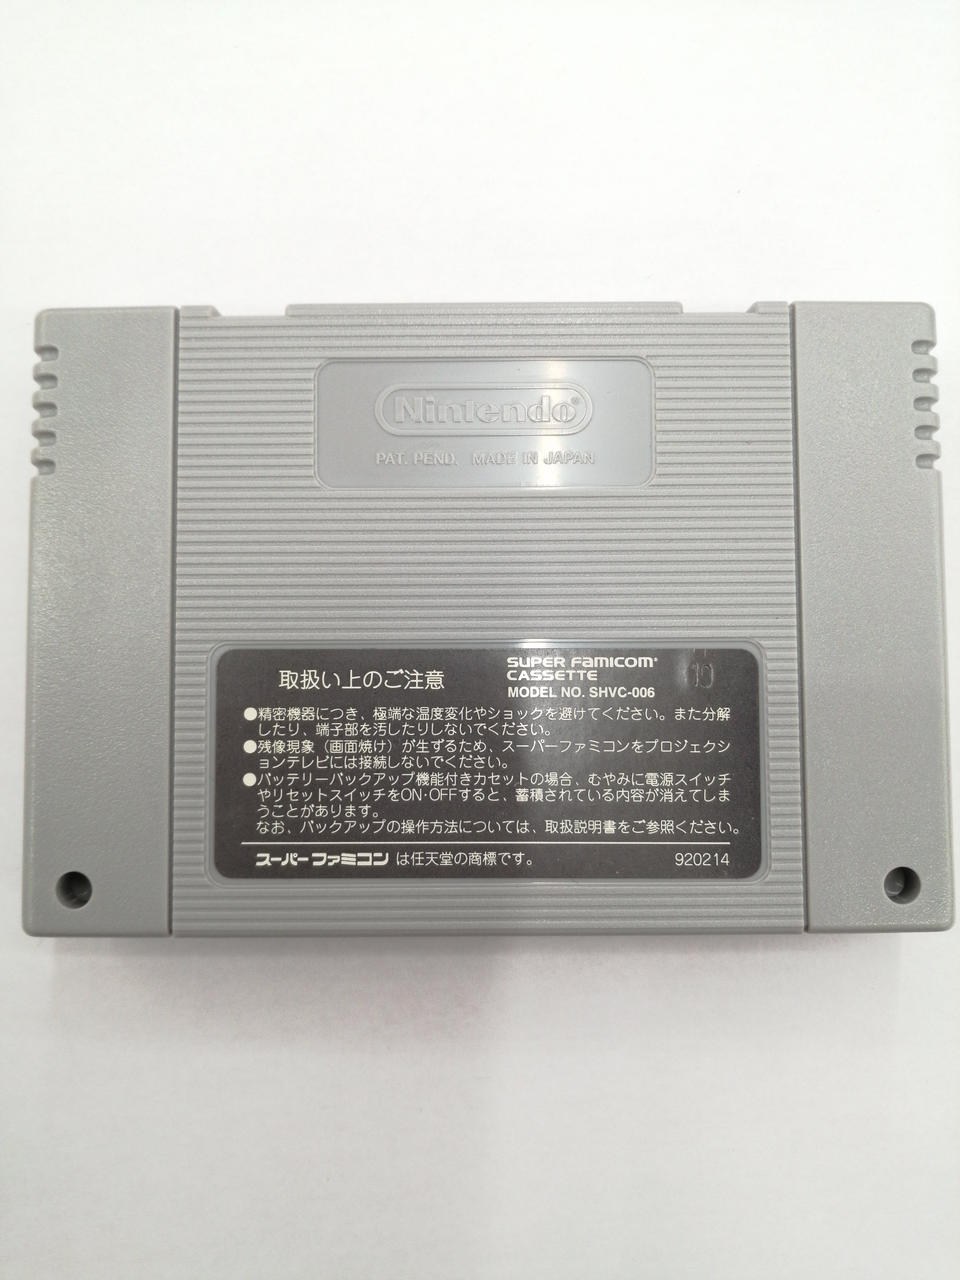 Nintendo®
PAT. PEND. MADE IN JAPAN
取扱い上のご注意
SUPER FAMICOM®
CASSETTE
MODEL NO. SHVC-006
10
●精密機器につき、極端な温度変化やショックを避けてください。また分解
したり、端子部を汚したりしないでください。
●残像現象（画面焼け）が生ずるため、スーパーファミコンをプロジェクシ
ョンテレビには接続しないでください。
●バッテリーバックアップ機能付きカセットの場合、むやみに電源スイッチ
やリセットスイッチをON·OFFすると、蓄積されている内容が消えてしま
うことがあります。
なお、バックアップの操作方法については、取扱説明書をご参照ください。
スーパーファミコン は任天堂の商標です。
920214